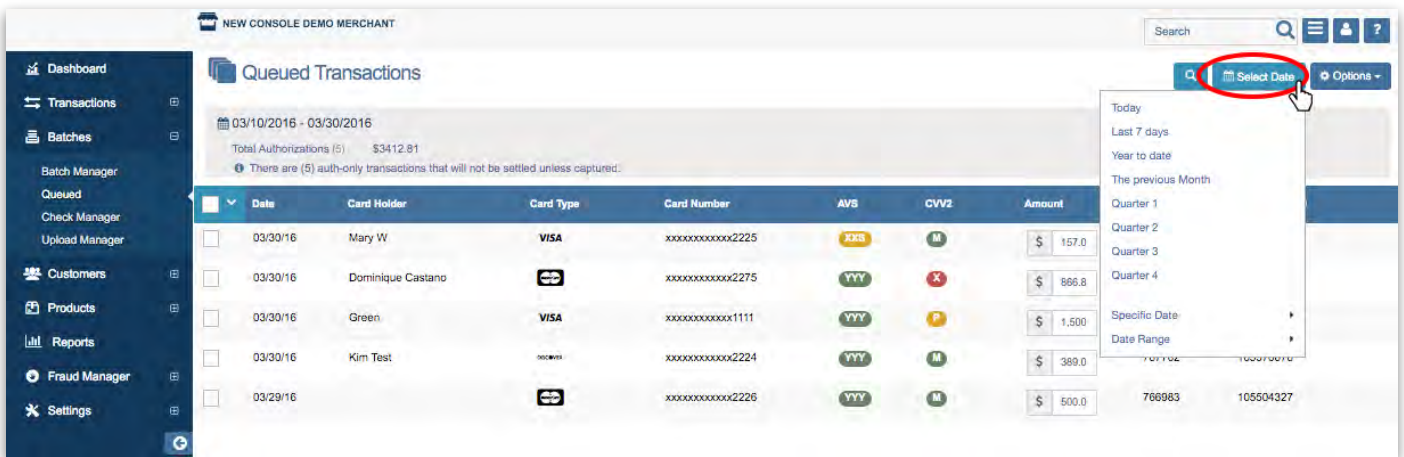 NEW CONSOLE DEMO MERCHANT
Search
?
Dashboard
Transactions
Batches
Batch Manager
Queued
Check Manager
Upload Manager
Customers
Products
Reports
Fraud Manager
Settings
Queued Transactions
Select Date
Options
03/10/2016 - 03/30/2016
Total Authorizations (5) $3412.81
There are (5) auth-only transactions that will not be settled unless captured.
Today
Last 7 days
Year to date
The previous Month
Quarter 1
Quarter 2
Quarter 3
Quarter 4
Specific Date
Date Range
Date Card Holder Card Type Card Number AVS CVV2 Amount
03/30/16 Mary W VISA xxxxxxxxxxxx2225 XXS M $ 157.0
03/30/16 Dominique Castano xxxxxxxxxxxx2275 YYY X $ 866.8
03/30/16 Green VISA xxxxxxxxxxxx1111 YYY P $ 1,500
03/30/16 Kim Test DISCOVER xxxxxxxxxxxx2224 YYY M $ 389.0
03/29/16 xxxxxxxxxxxx2226 YYY M $ 500.0 766983 105504327